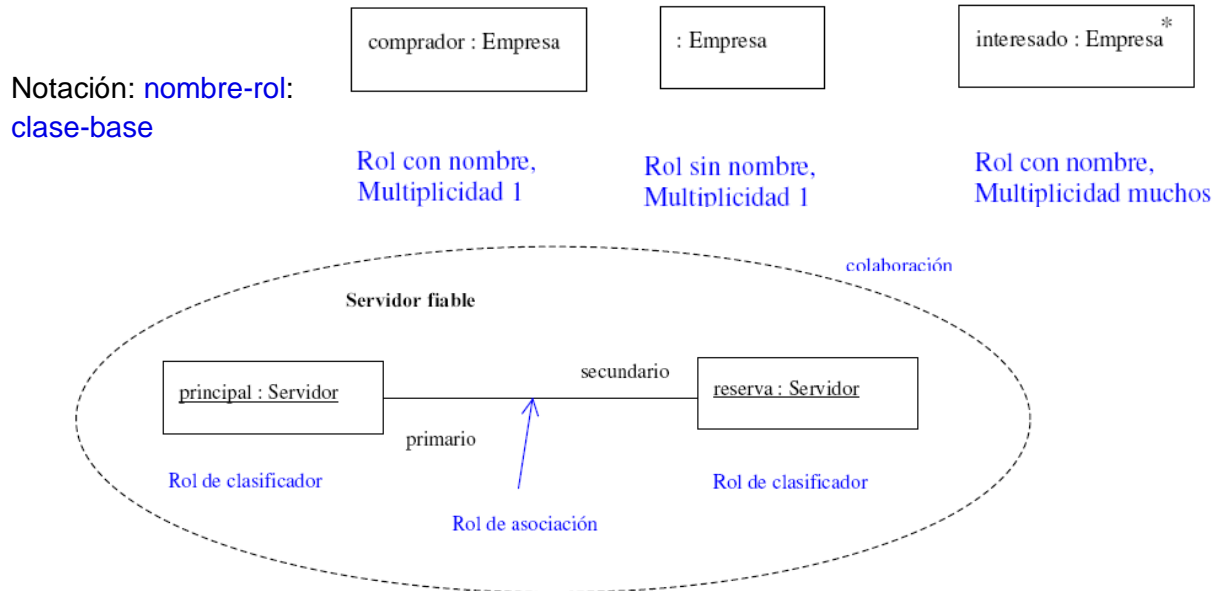 comprador : Empresa
: Empresa
interesado : Empresa*
Notación: nombre-rol:
clase-base
Rol con nombre,
Multiplicidad 1
Rol sin nombre,
Multiplicidad 1
Rol con nombre,
Multiplicidad muchos
colaboración
Servidor fiable
principal : Servidor
secundario
reserva : Servidor
primario
Rol de clasificador
Rol de clasificador
Rol de asociación